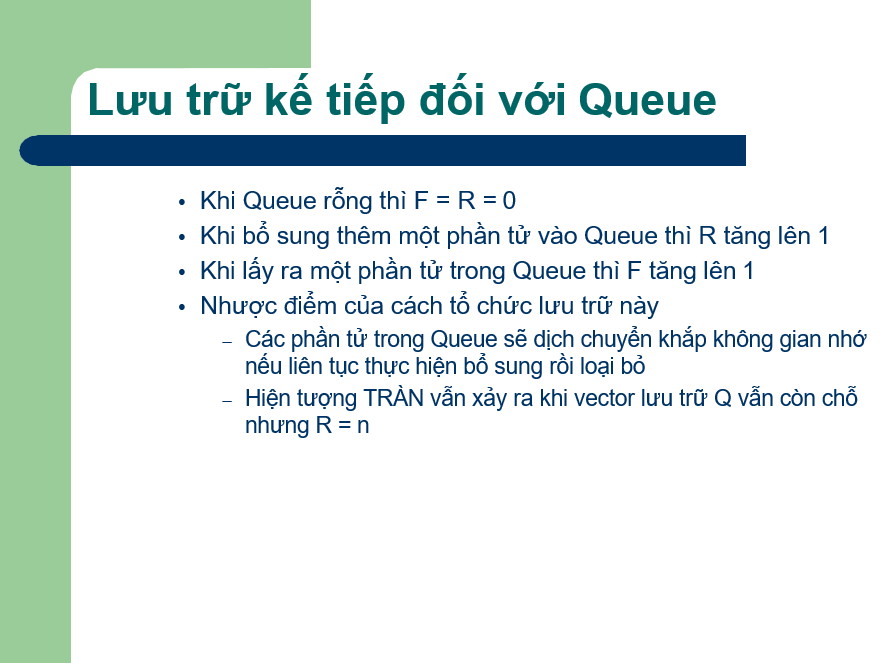 Lưu trữ kế tiếp đối với Queue
• Khi Queue rỗng thì F = R = 0
• Khi bổ sung thêm một phần tử vào Queue thì R tăng lên 1
• Khi lấy ra một phần tử trong Queue thì F tăng lên 1
• Nhược điểm của cách tổ chức lưu trữ này
– Các phần tử trong Queue sẽ dịch chuyển khắp không gian nhớ
nếu liên tục thực hiện bổ sung rồi loại bỏ
– Hiện tượng TRÀN vẫn xảy ra khi vector lưu trữ Q vẫn còn chỗ
nhưng R = n